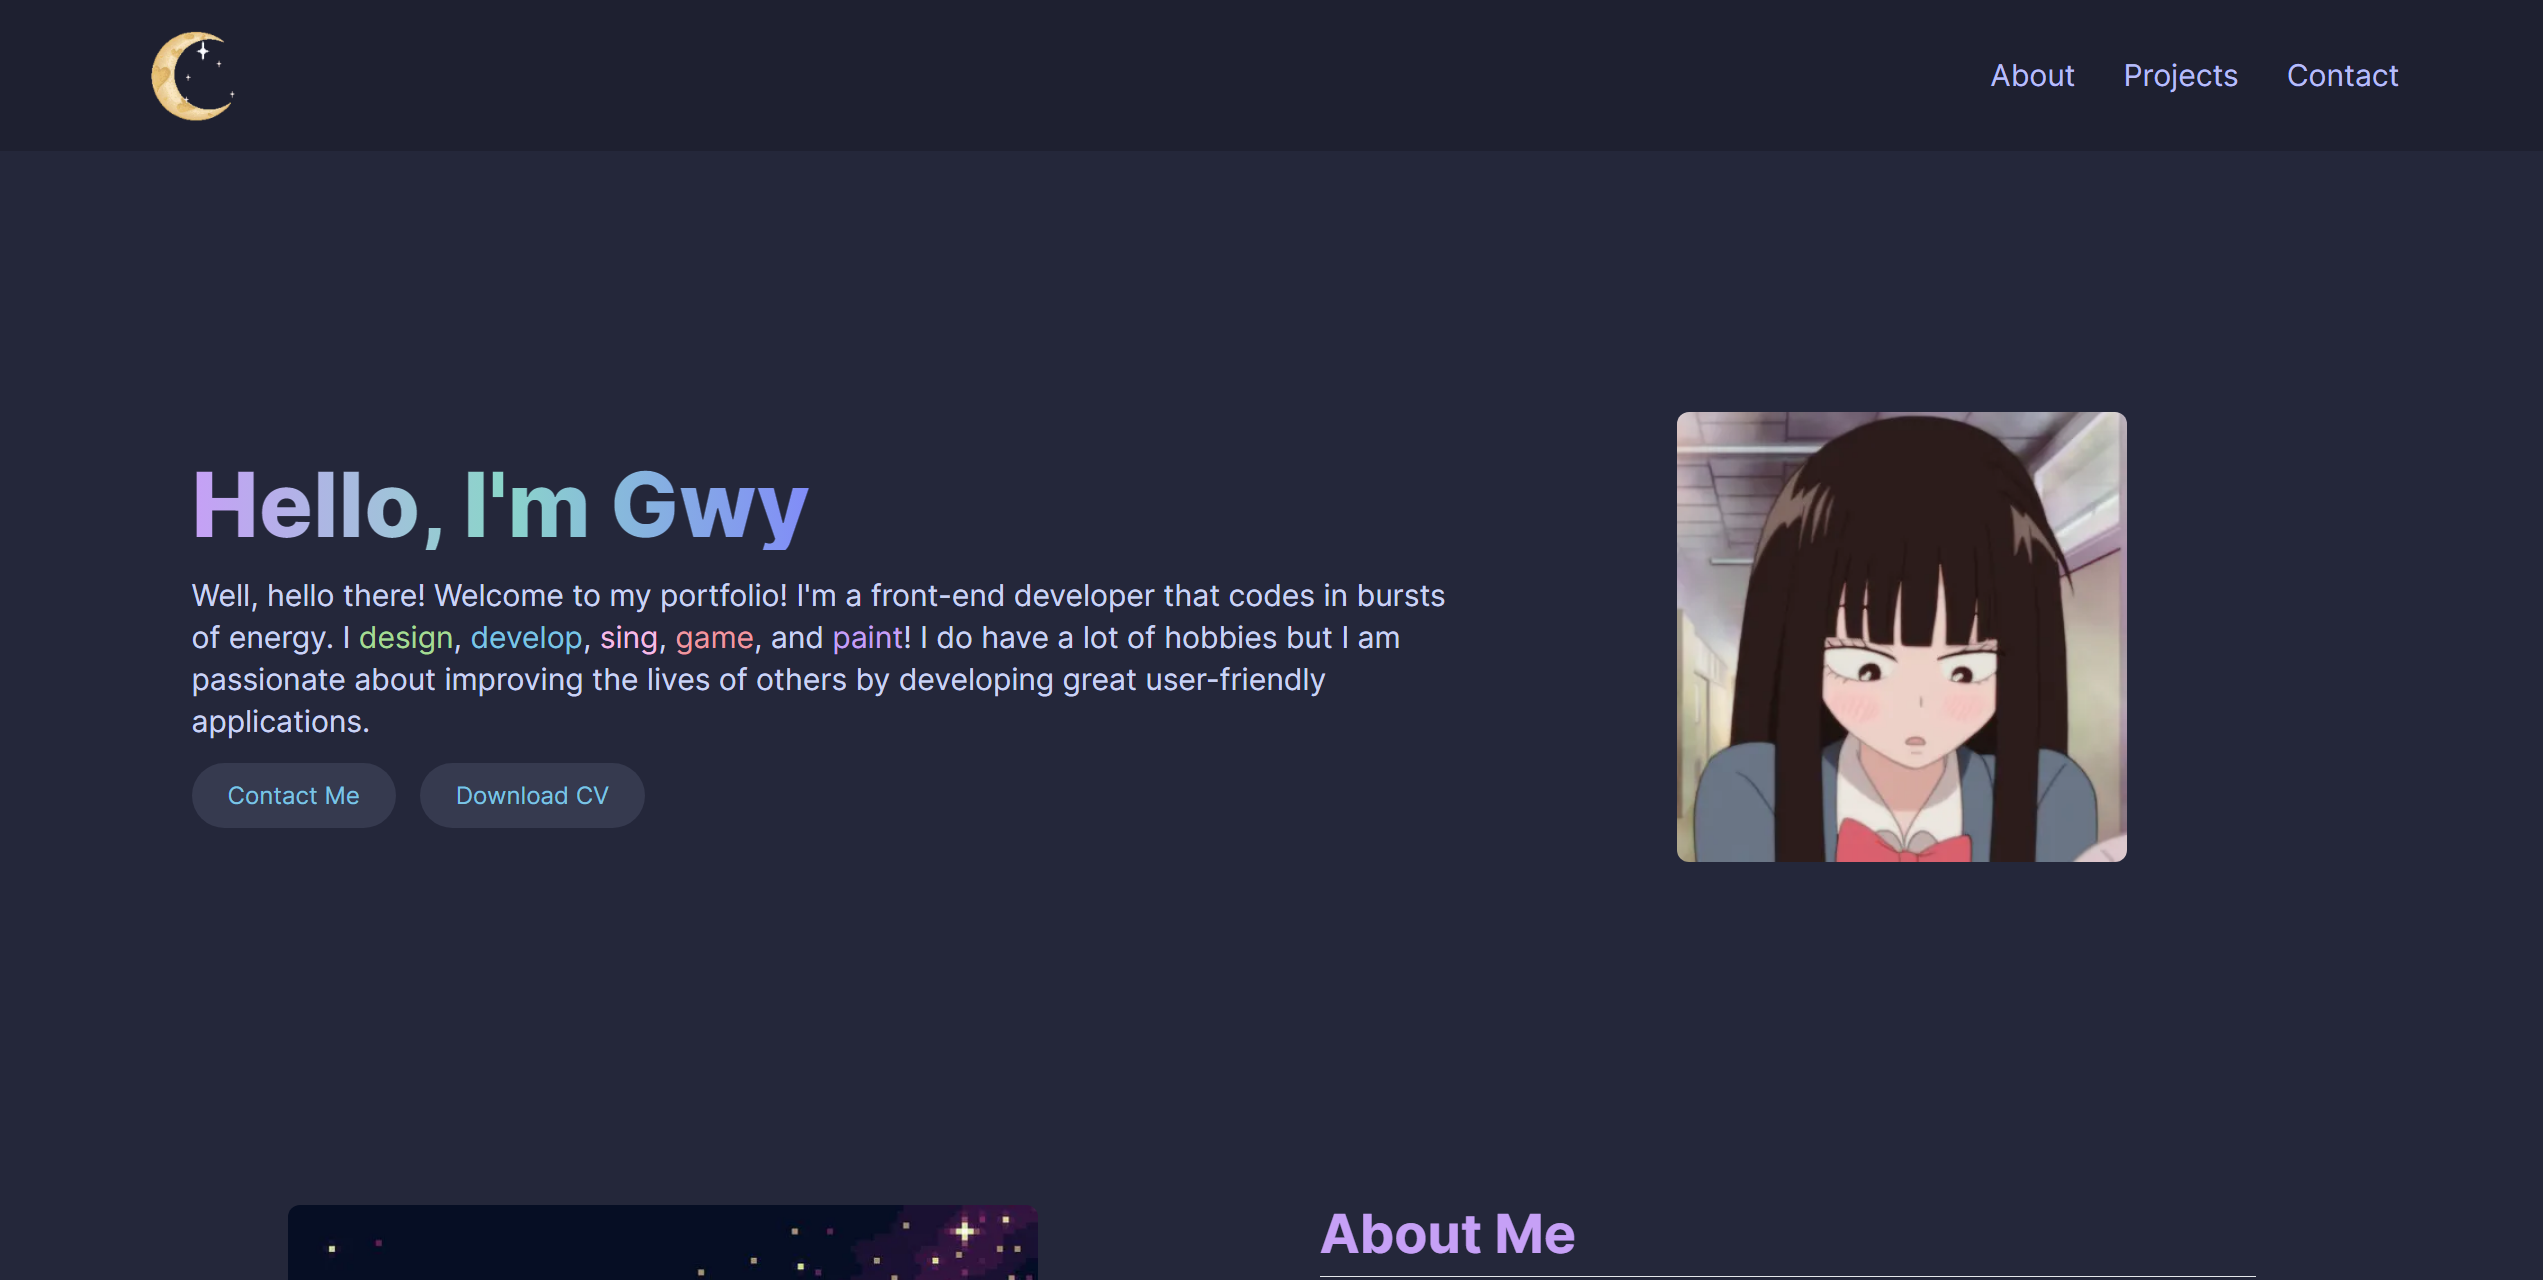 About
Projects
Contact
Hello, I'm Gwy
Well, hello there! Welcome to my portfolio! I'm a front-end developer that codes in bursts
of energy. I design, develop, sing, game, and paint! I do have a lot of hobbies but I am
passionate about improving the lives of others by developing great user-friendly
applications.
Contact Me
Download CV
About Me